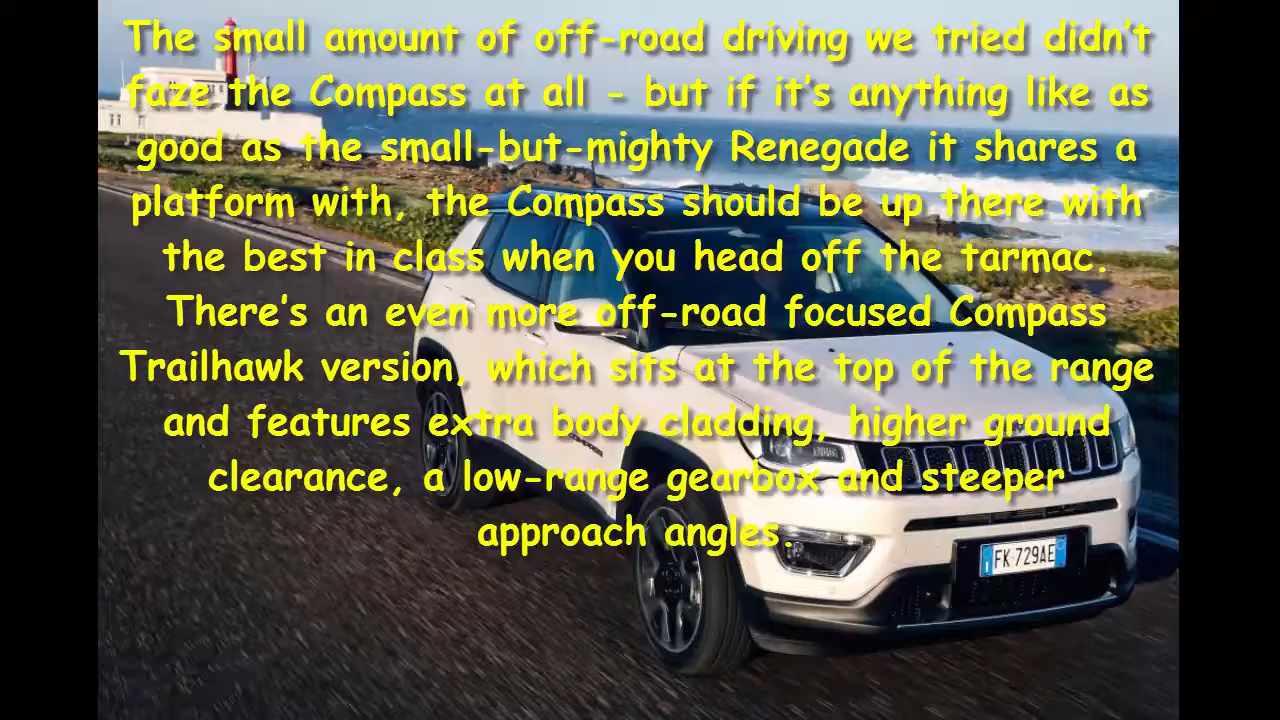 The small amount of off-road driving we tried didn't
faze the Compass at all - but if it's anything like as
good as the small-but-mighty Renegade it shares a
platform with, the Compass should be up there with
the best in class when you head off the tarmac.
There's an even more off-road focused Compass
Trailhawk version, which sits at the top of the range
and features extra body cladding, higher ground
clearance, a low-range gearbox and steeper
approach angles.
FK 729AE